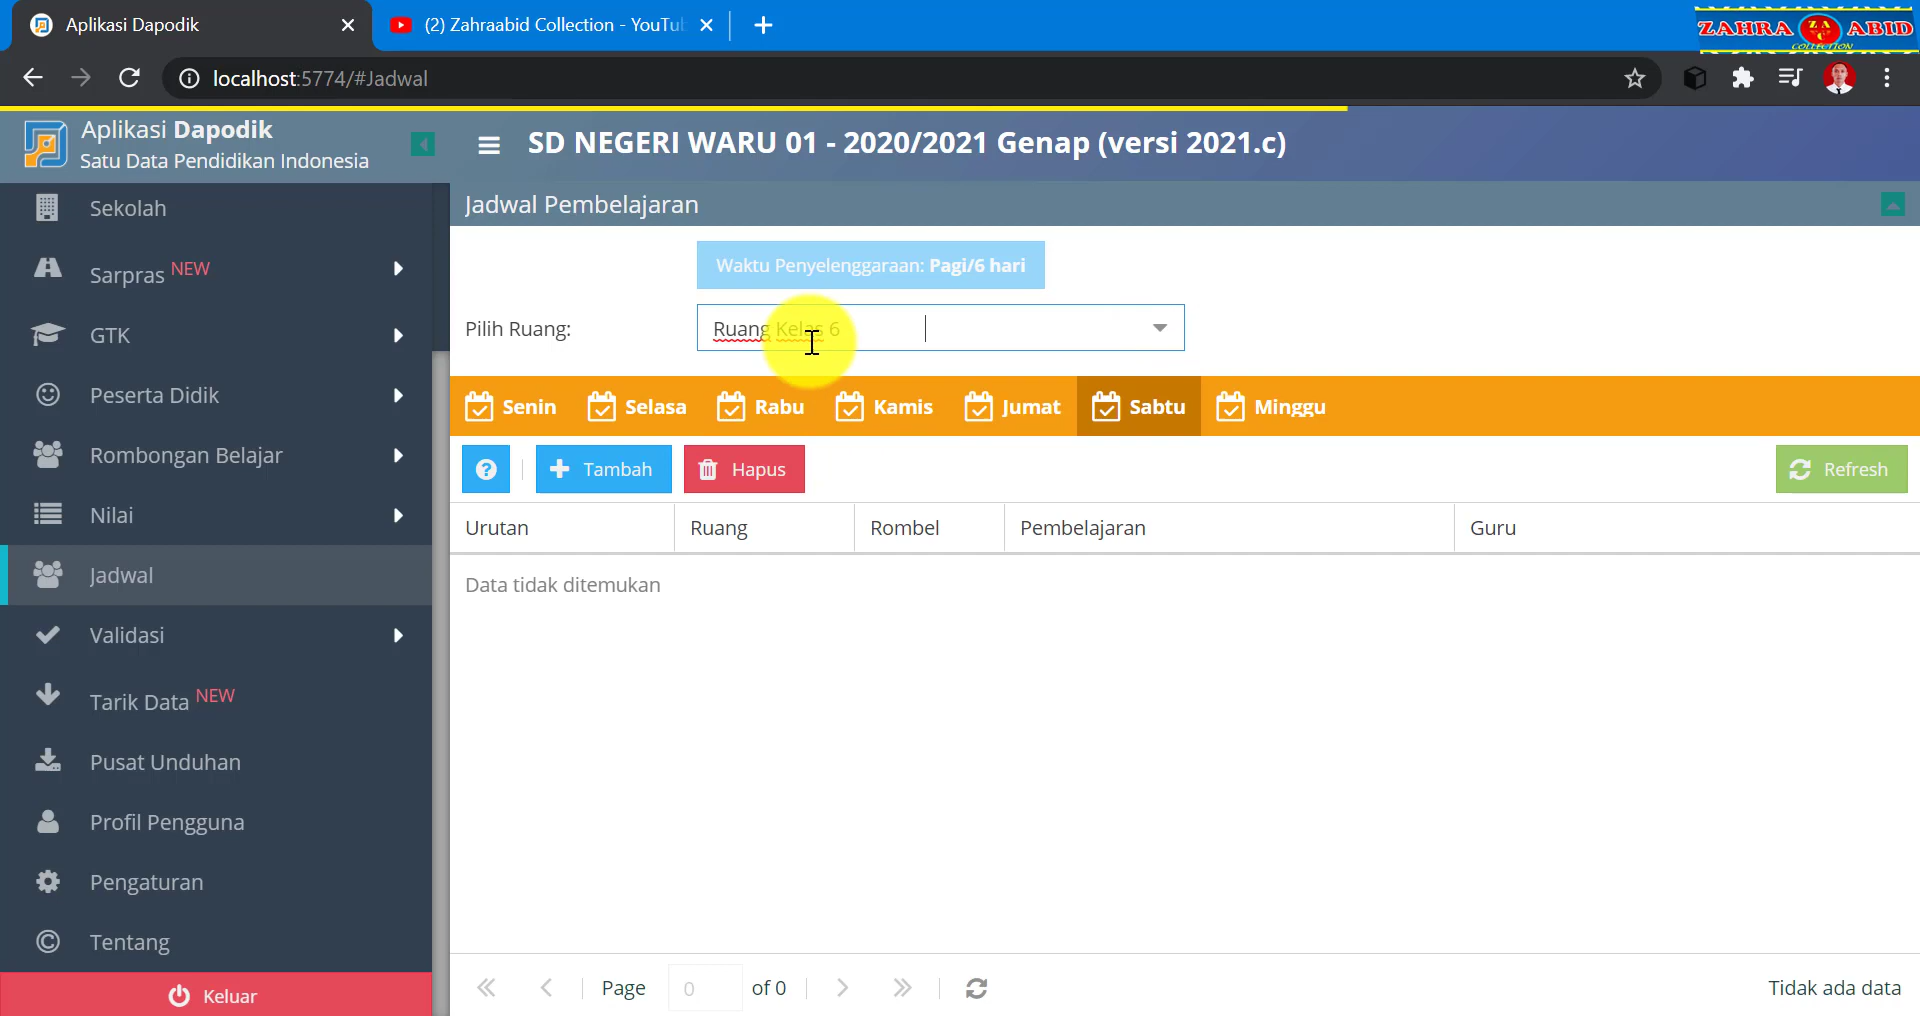 Aplikasi Dapodik
(2) Zahraabid Collection - YouTu
ZAHRA ZA ABID
COLLECTION
localhost:5774/#Jadwal
Aplikasi Dapodik
Satu Data Pendidikan Indonesia
SD NEGERI WARU 01 - 2020/2021 Genap (versi 2021.c)
Sekolah
Sarpras NEW
GTK
Peserta Didik
Rombongan Belajar
Nilai
Jadwal
Validasi
Tarik Data NEW
Pusat Unduhan
Profil Pengguna
Pengaturan
Tentang
Keluar
Jadwal Pembelajaran
Waktu Penyelenggaraan: Pagi/6 hari
Pilih Ruang: Ruang Kelas 6
Senin Selasa Rabu Kamis Jumat Sabtu Minggu
? Tambah Hapus Refresh
Urutan Ruang Rombel Pembelajaran Guru
Data tidak ditemukan
Page 0 of 0 Tidak ada data